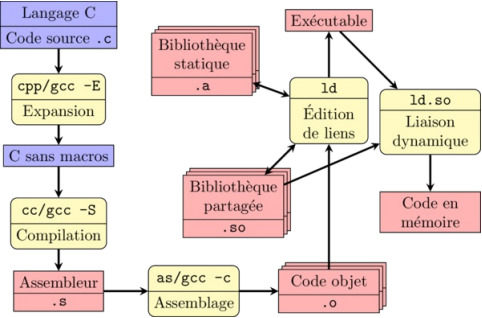 Langage C
Code source .c
cpp/gcc -E
Expansion
C sans macros
cc/gcc -S
Compilation
Assembleur
.s
as/gcc -c
Assemblage
Code objet
.o
Bibliothèque
statique
.a
Bibliothèque
partagée
.so
ld
Édition
de liens
Exécutable
ld.so
Liaison
dynamique
Code en
mémoire